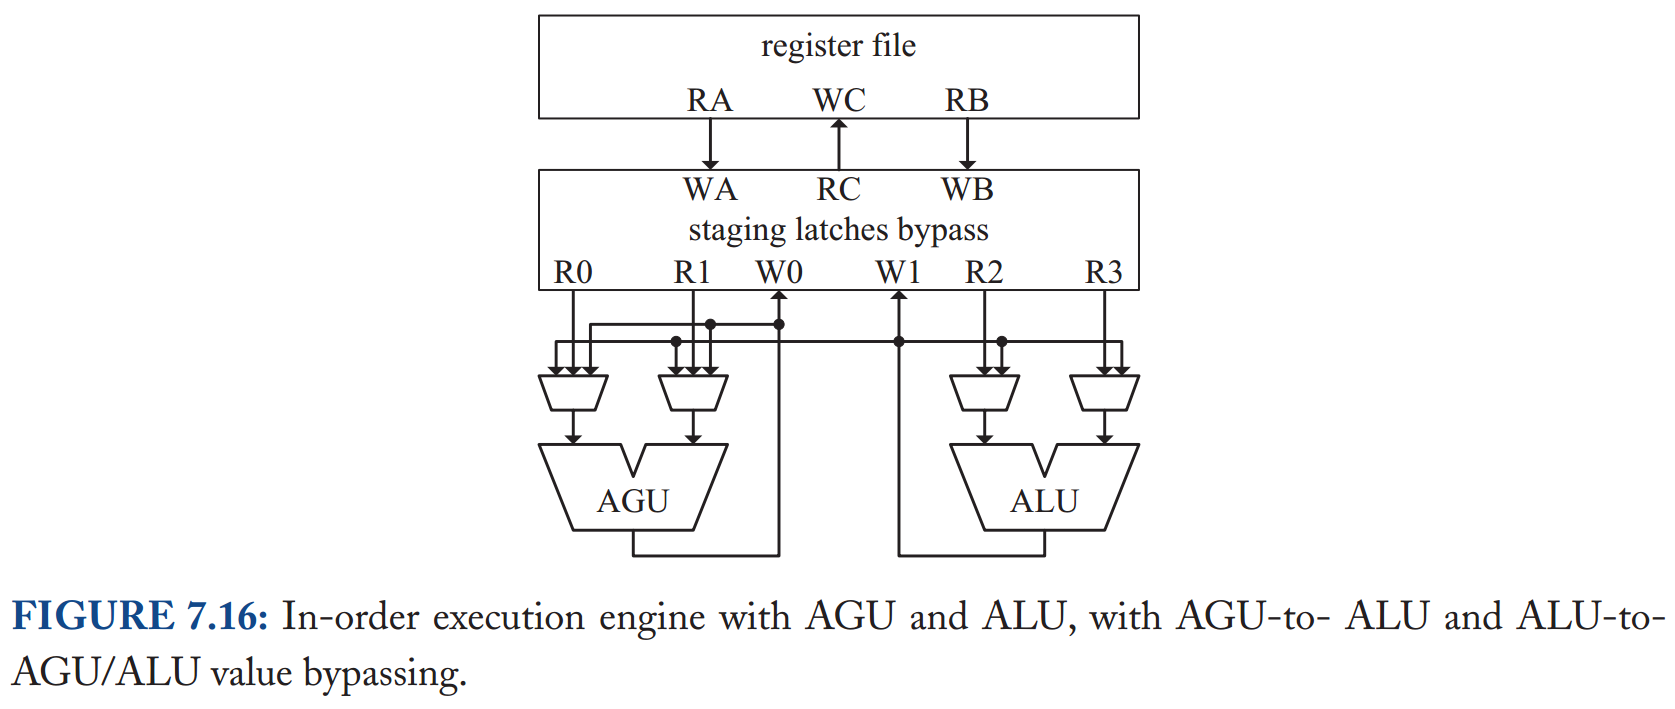 register file
RA WC RB
WA RC WB
staging latches bypass
R0 R1 W0 W1 R2 R3
AGU ALU
FIGURE 7.16: In-order execution engine with AGU and ALU, with AGU-to- ALU and ALU-to-
AGU/ALU value bypassing.